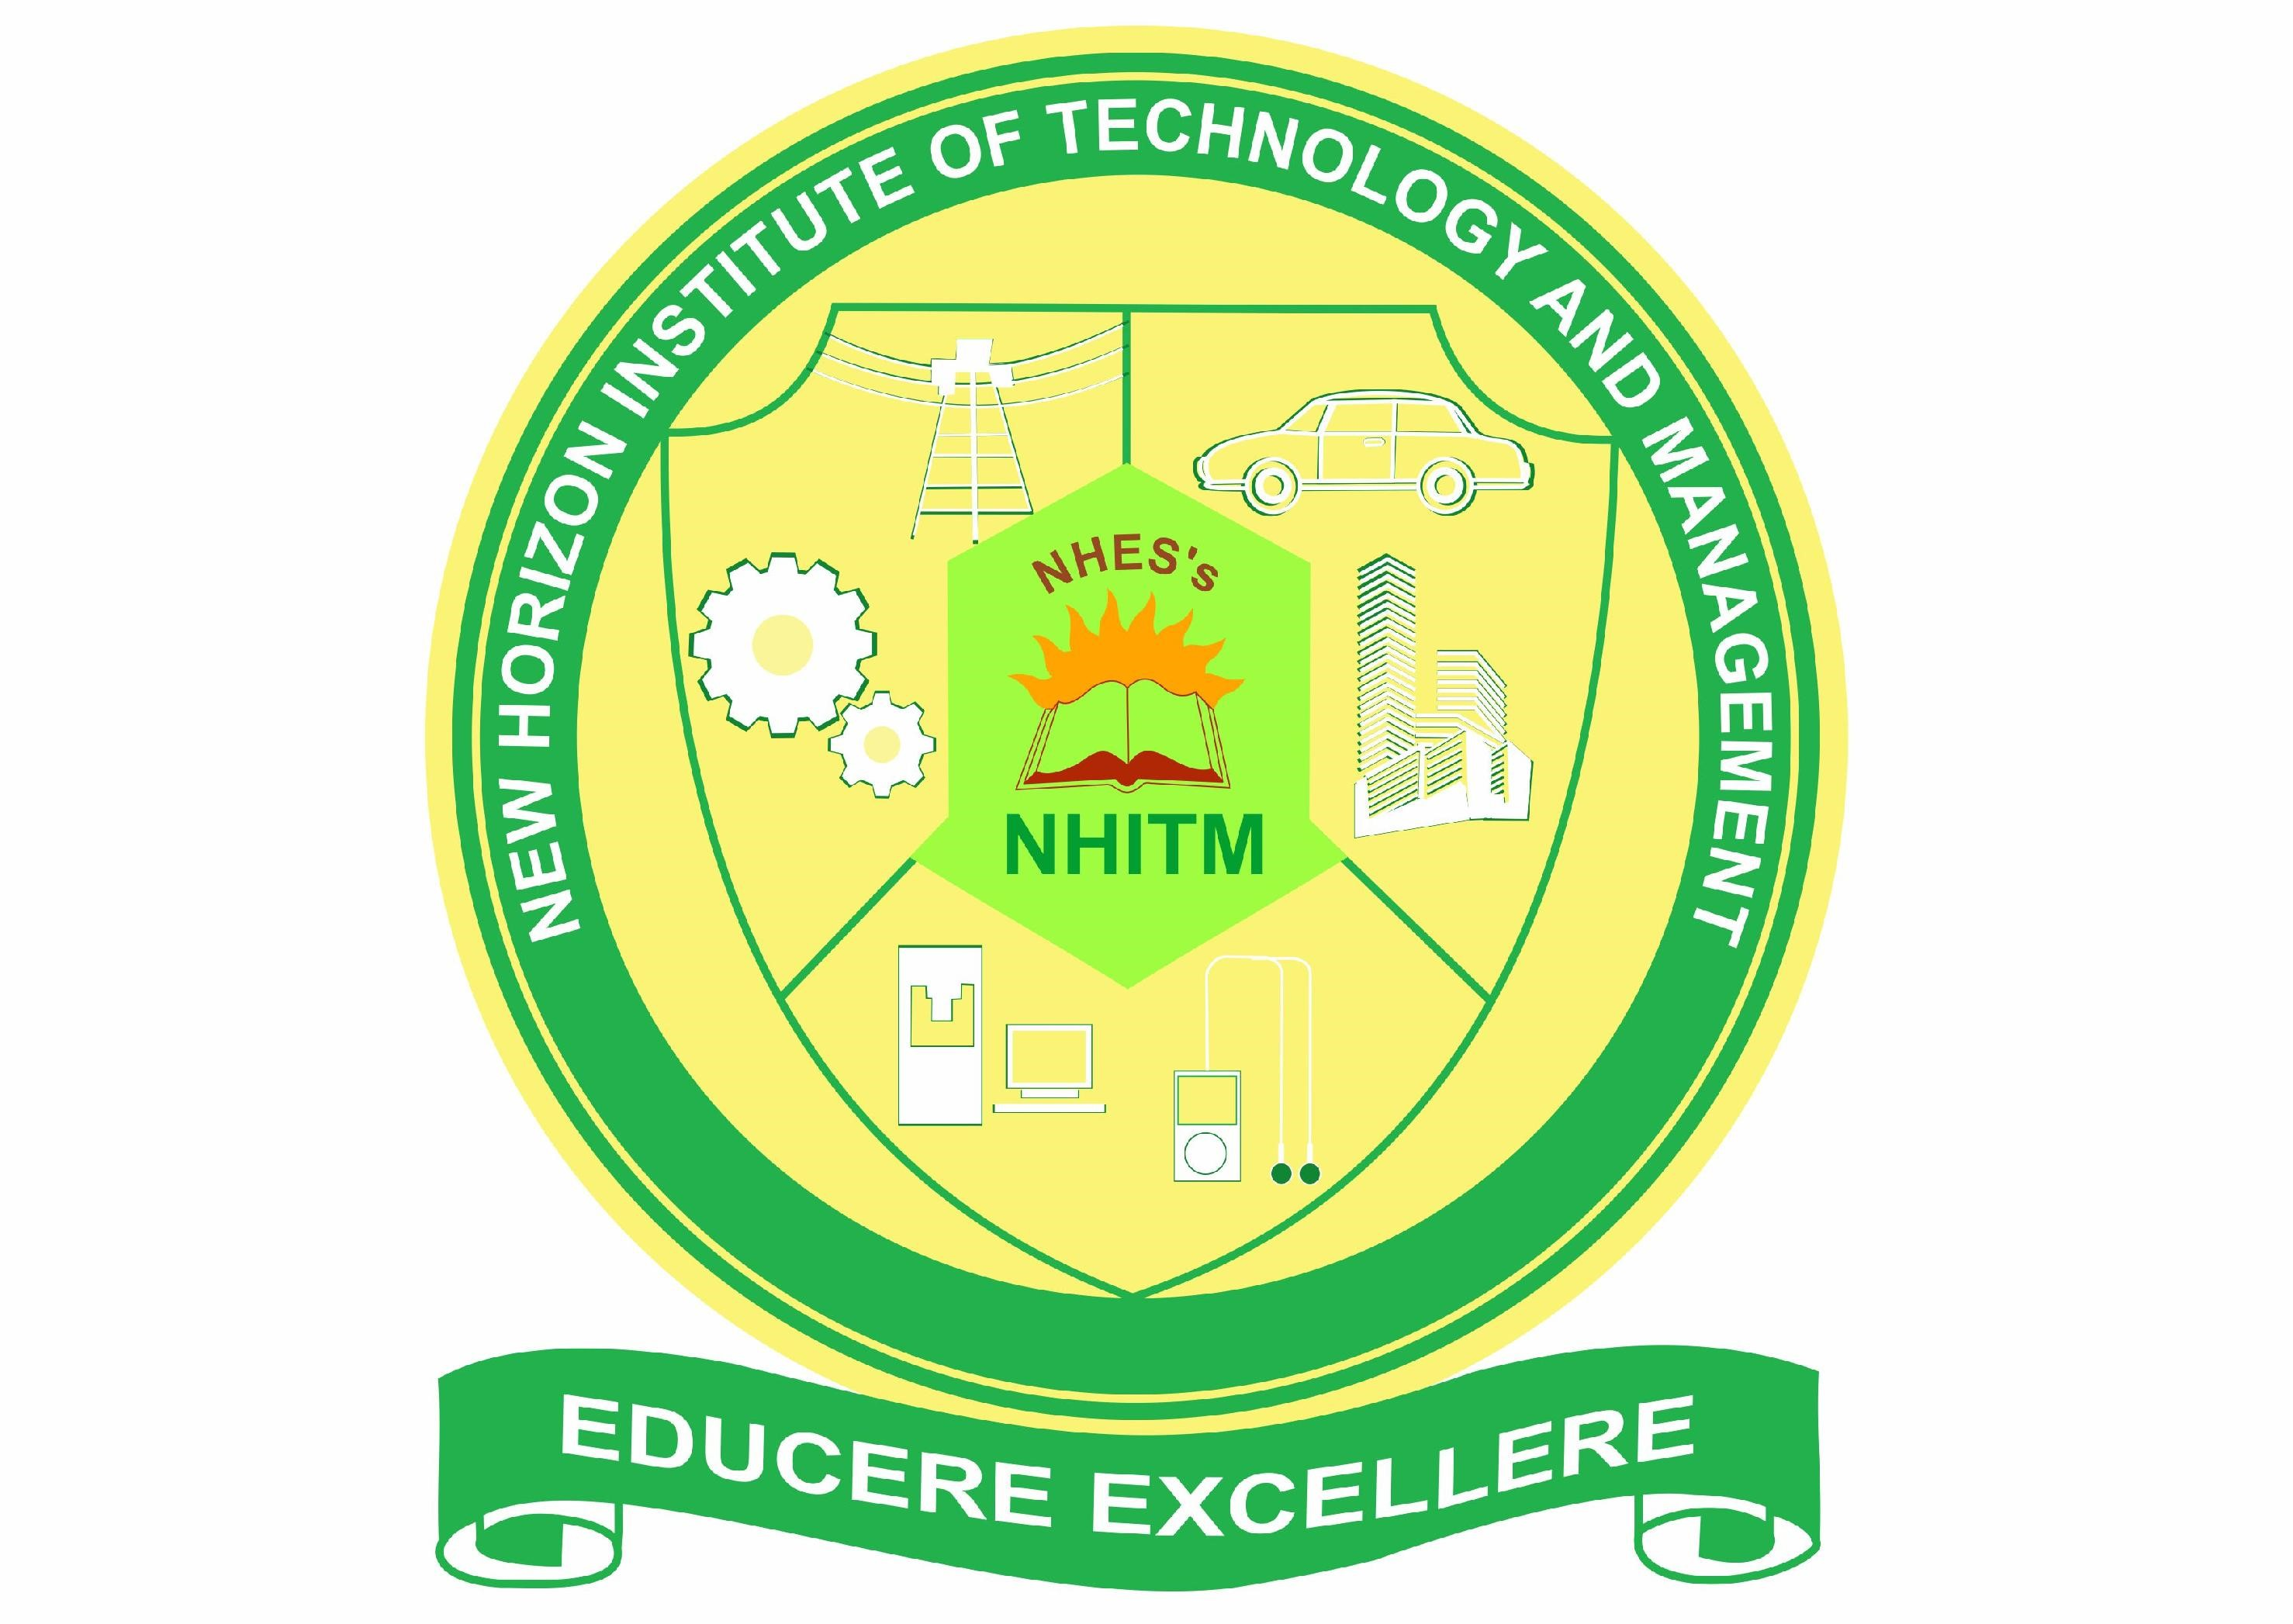 NEW HORIZON INSTITUTE OF TECHNOLOGY AND MANAGEMENT
NHES's
NHITM
EDUCERE EXCELLERE